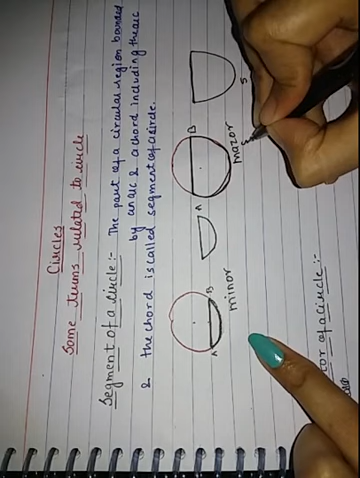 Circles
Some terms related to circle
Segment of a circle:- The part of a circular region bounded
by an arc & a chord including the arc
& the chord is called segment of a circle.
A B A B
minor major S
S
tor of a circle :-